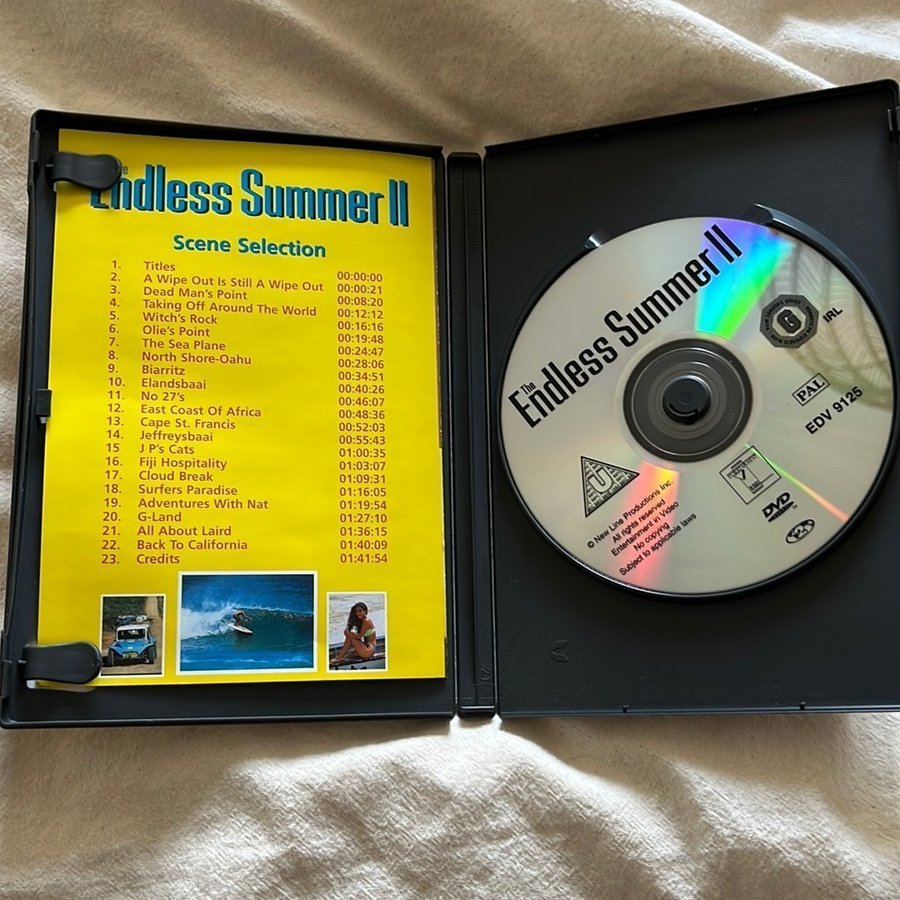 The
Endless Summer II
Scene Selection
1. Titles 00:00:00
2. A Wipe Out Is Still A Wipe Out 00:00:21
3. Dead Man's Point 00:08:20
4. Taking Off Around The World 00:12:12
5. Witch's Rock 00:16:16
6. Olie's Point 00:19:48
7. The Sea Plane 00:24:47
8. North Shore-Oahu 00:28:06
9. Biarritz 00:34:51
10. Elandsbaai 00:40:26
11. No 27's 00:46:07
12. East Coast Of Africa 00:48:36
13. Cape St. Francis 00:52:03
14. Jeffreysbaai 00:55:43
15 J P's Cats 01:00:35
16. Fiji Hospitality 01:03:07
17. Cloud Break 01:09:31
18. Surfers Paradise 01:16:05
19. Adventures With Nat 01:19:54
20. G-Land 01:27:10
21. All About Laird 01:36:15
22. Back To California 01:40:09
23. Credits 01:41:54
The
Endless Summer II
G
IRL
PAL
EDV 9125
U
© New Line Productions Inc.
All rights reserved
Entertainment in Video
No copying
Subject to applicable laws
DVD
2